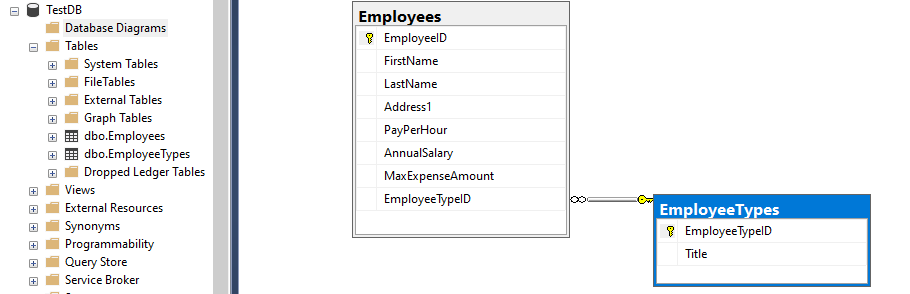 TestDB
Database Diagrams
Tables
System Tables
FileTables
External Tables
Graph Tables
dbo.Employees
dbo.EmployeeTypes
Dropped Ledger Tables
Views
External Resources
Synonyms
Programmability
Query Store
Service Broker
Employees
EmployeeID
FirstName
LastName
Address1
PayPerHour
AnnualSalary
MaxExpenseAmount
EmployeeTypeID
EmployeeTypes
EmployeeTypeID
Title